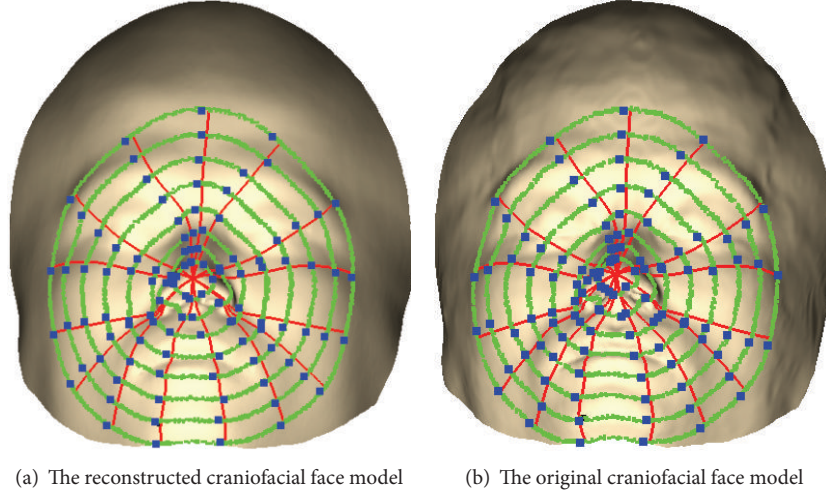 (a) The reconstructed craniofacial face model
(b) The original craniofacial face model